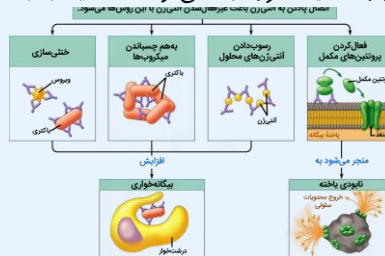 اتصال پادتن به آنتی‌ژن باعث غیرفعال‌شدن آنتی‌ژن با این روش‌ها می‌شود.
فعال‌کردن
پروتئین‌های مکمل
رسوب‌دادن
آنتی‌ژن‌های محلول
به‌هم چسباندن
میکروب‌ها
خنثی‌سازی
ویروس
باکتری
باکتری
آنتی‌ژن
پروتئین مکمل
یاختهٔ بیگانه
منجر می‌شود به
افزایش
نابودی یاخته
بیگانه‌خواری
خروج محتویات
سلولی
درشت‌خوار